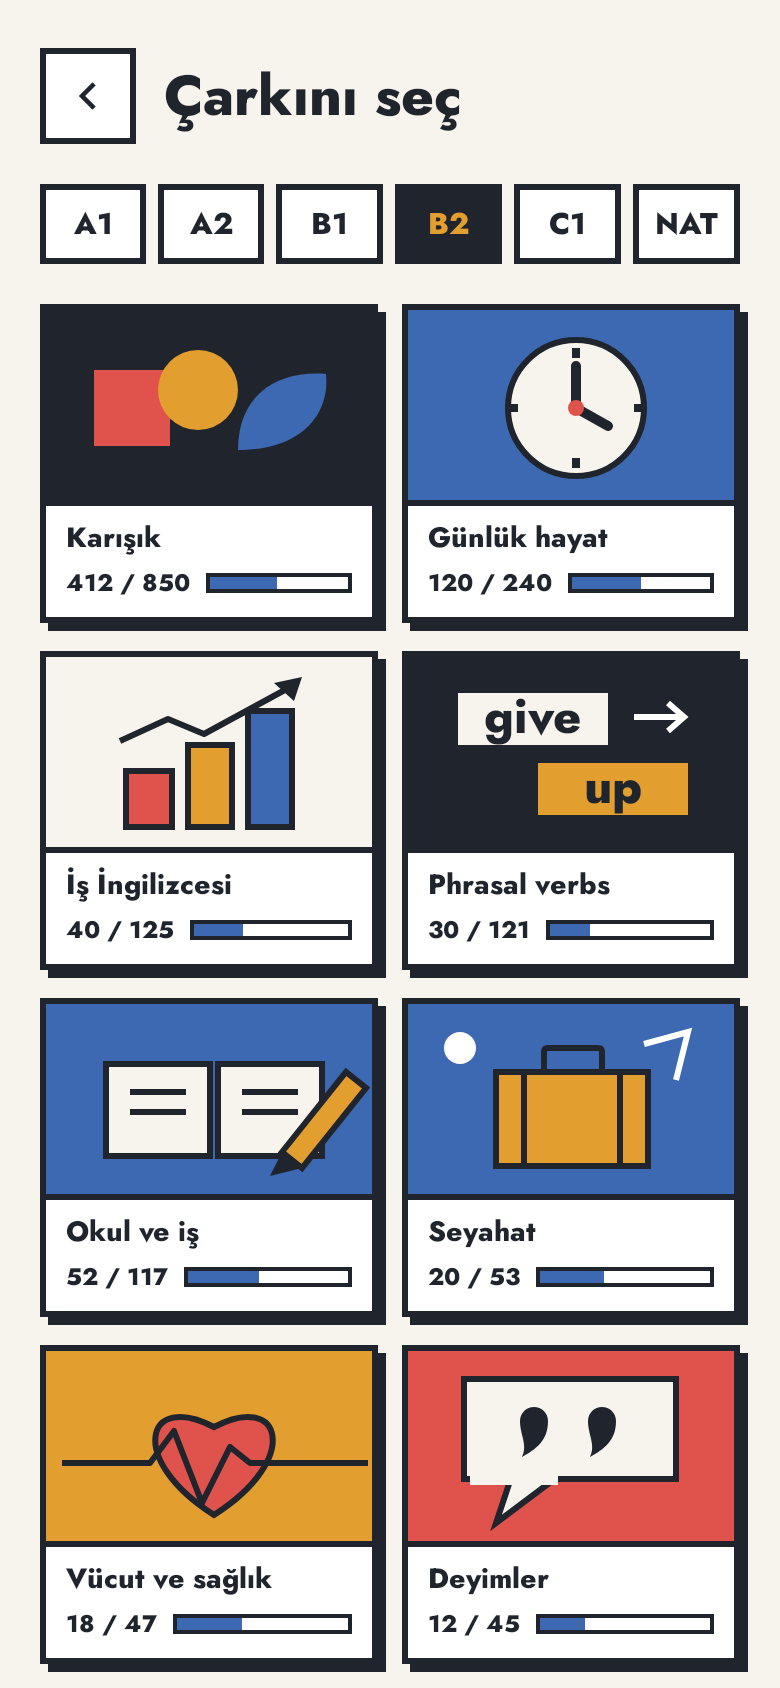 Çarkını seç
A1 A2 B1 B2 C1 NAT
Karışık
412 / 850
Günlük hayat
120 / 240
İş İngilizcesi
40 / 125
give
up
Phrasal verbs
30 / 121
Okul ve iş
52 / 117
Seyahat
20 / 53
Vücut ve sağlık
18 / 47
Deyimler
12 / 45